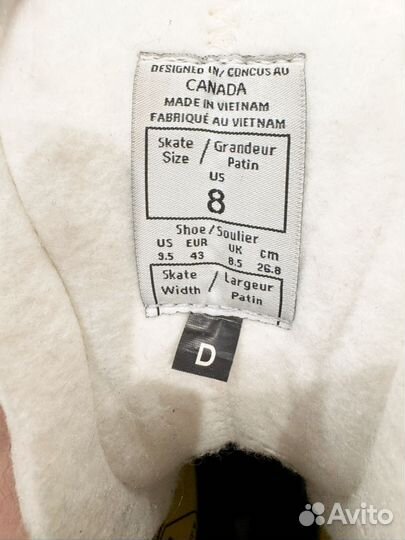 DESIGNED IN/CONCUS AU
CANADA
MADE IN VIETNAM
FABRIQUÉ AU VIETNAM
Skate / Grandeur
Size Patin
US
8
Shoe/Soulier
US EUR UK cm
9.5 43 8.5 26.8
Skate / Largeur
Width Patin
D
Avito